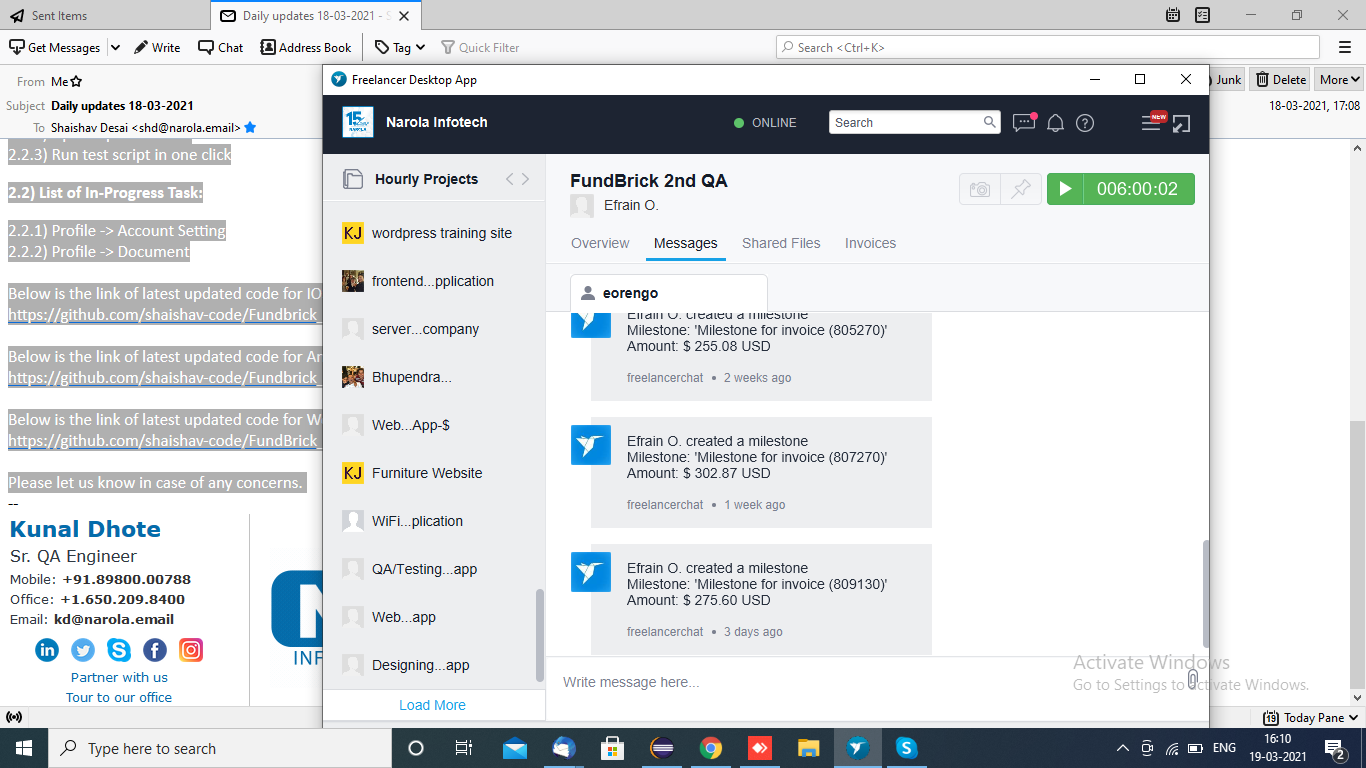 Sent Items
Daily updates 18-03-2021 - S
Get Messages
Write
Chat
Address Book
Tag
Quick Filter
Search <Ctrl+K>
From Me
Junk
Delete
More
Subject Daily updates 18-03-2021
18-03-2021, 17:08
To Shaishav Desai <shd@narola.email>
2.2.3) Run test script in one click
2.2) List of In-Progress Task:
2.2.1) Profile -> Account Setting
2.2.2) Profile -> Document
Below is the link of latest updated code for IO
https://github.com/shaishav-code/Fundbrick_
Below is the link of latest updated code for Ar
https://github.com/shaishav-code/Fundbrick_
Below is the link of latest updated code for W
https://github.com/shaishav-code/FundBrick_
Please let us know in case of any concerns.
--
Kunal Dhote
Sr. QA Engineer
Mobile: +91.89800.00788
Office: +1.650.209.8400
Email: kd@narola.email
Partner with us
Tour to our office
INF
Freelancer Desktop App
15
NAROLA
Narola Infotech
ONLINE
Search
NEW
Hourly Projects
KJ wordpress training site
frontend...pplication
server...company
Bhupendra...
Web...App-$
KJ Furniture Website
WiFi...plication
QA/Testing...app
Web...app
Designing...app
Load More
FundBrick 2nd QA
Efrain O.
006:00:02
Overview
Messages
Shared Files
Invoices
eorengo
Efrain O. created a milestone
Milestone: 'Milestone for invoice (805270)'
Amount: $ 255.08 USD
freelancerchat • 2 weeks ago
Efrain O. created a milestone
Milestone: 'Milestone for invoice (807270)'
Amount: $ 302.87 USD
freelancerchat • 1 week ago
Efrain O. created a milestone
Milestone: 'Milestone for invoice (809130)'
Amount: $ 275.60 USD
freelancerchat • 3 days ago
Write message here...
Activate Windows
Go to Settings to activate Windows.
19 Today Pane
Type here to search
ENG
16:10
19-03-2021
2